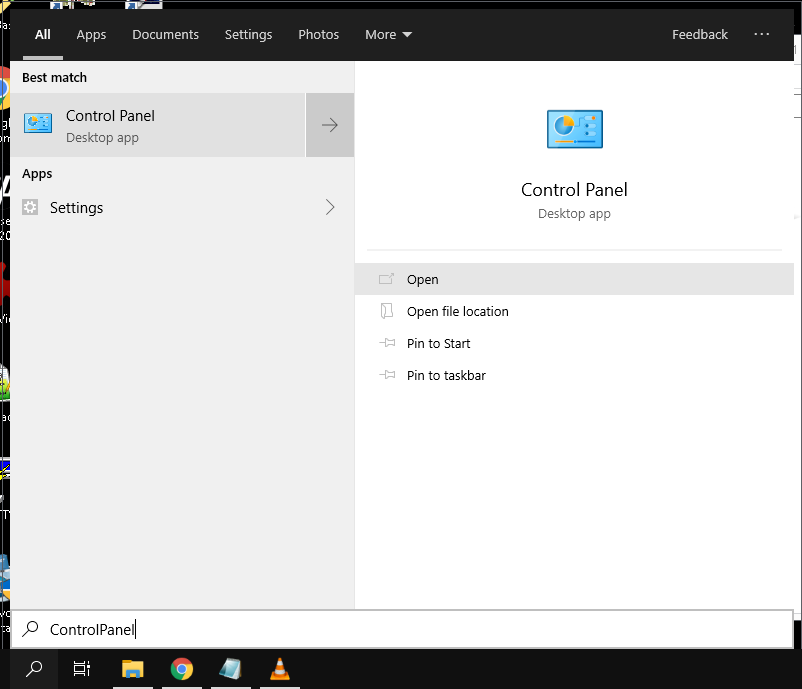 All Apps Documents Settings Photos More Feedback ...
Best match
Control Panel
Desktop app
Apps
Settings
Control Panel
Desktop app
Open
Open file location
Pin to Start
Pin to taskbar
ControlPanel